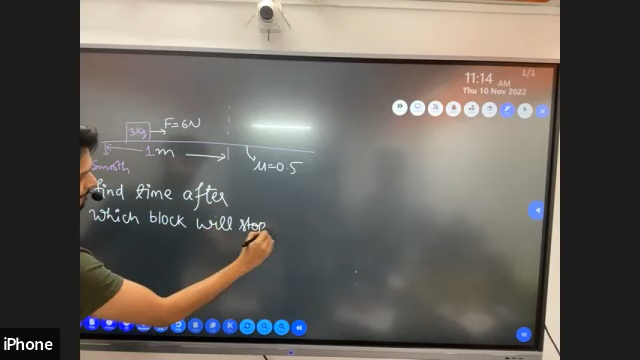 11:14 AM
1/1
Thu 10 Nov 2022
3Kg
F=6N
1m
smooth
μ=0.5
find time after
which block will stop
iPhone